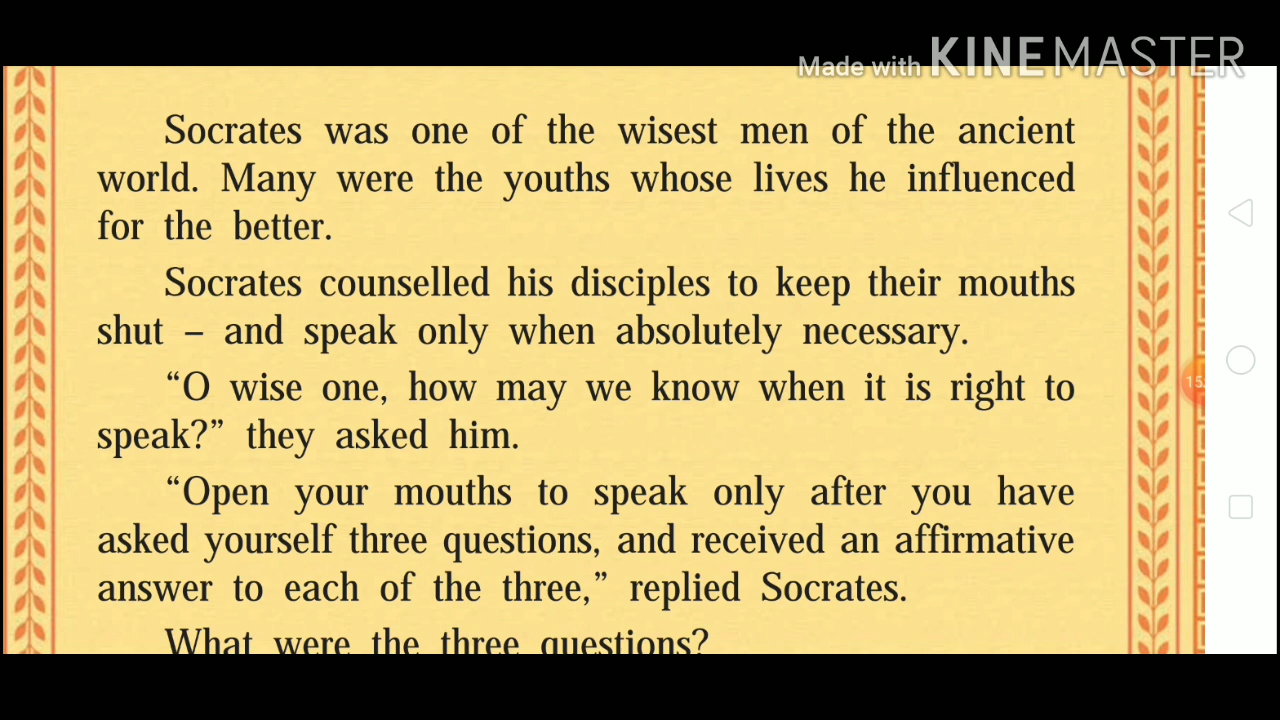 Made with KINEMASTER
Socrates was one of the wisest men of the ancient
world. Many were the youths whose lives he influenced
for the better.
Socrates counselled his disciples to keep their mouths
shut – and speak only when absolutely necessary.
“O wise one, how may we know when it is right to
speak?” they asked him.
“Open your mouths to speak only after you have
asked yourself three questions, and received an affirmative
answer to each of the three,” replied Socrates.
What were the three questions?